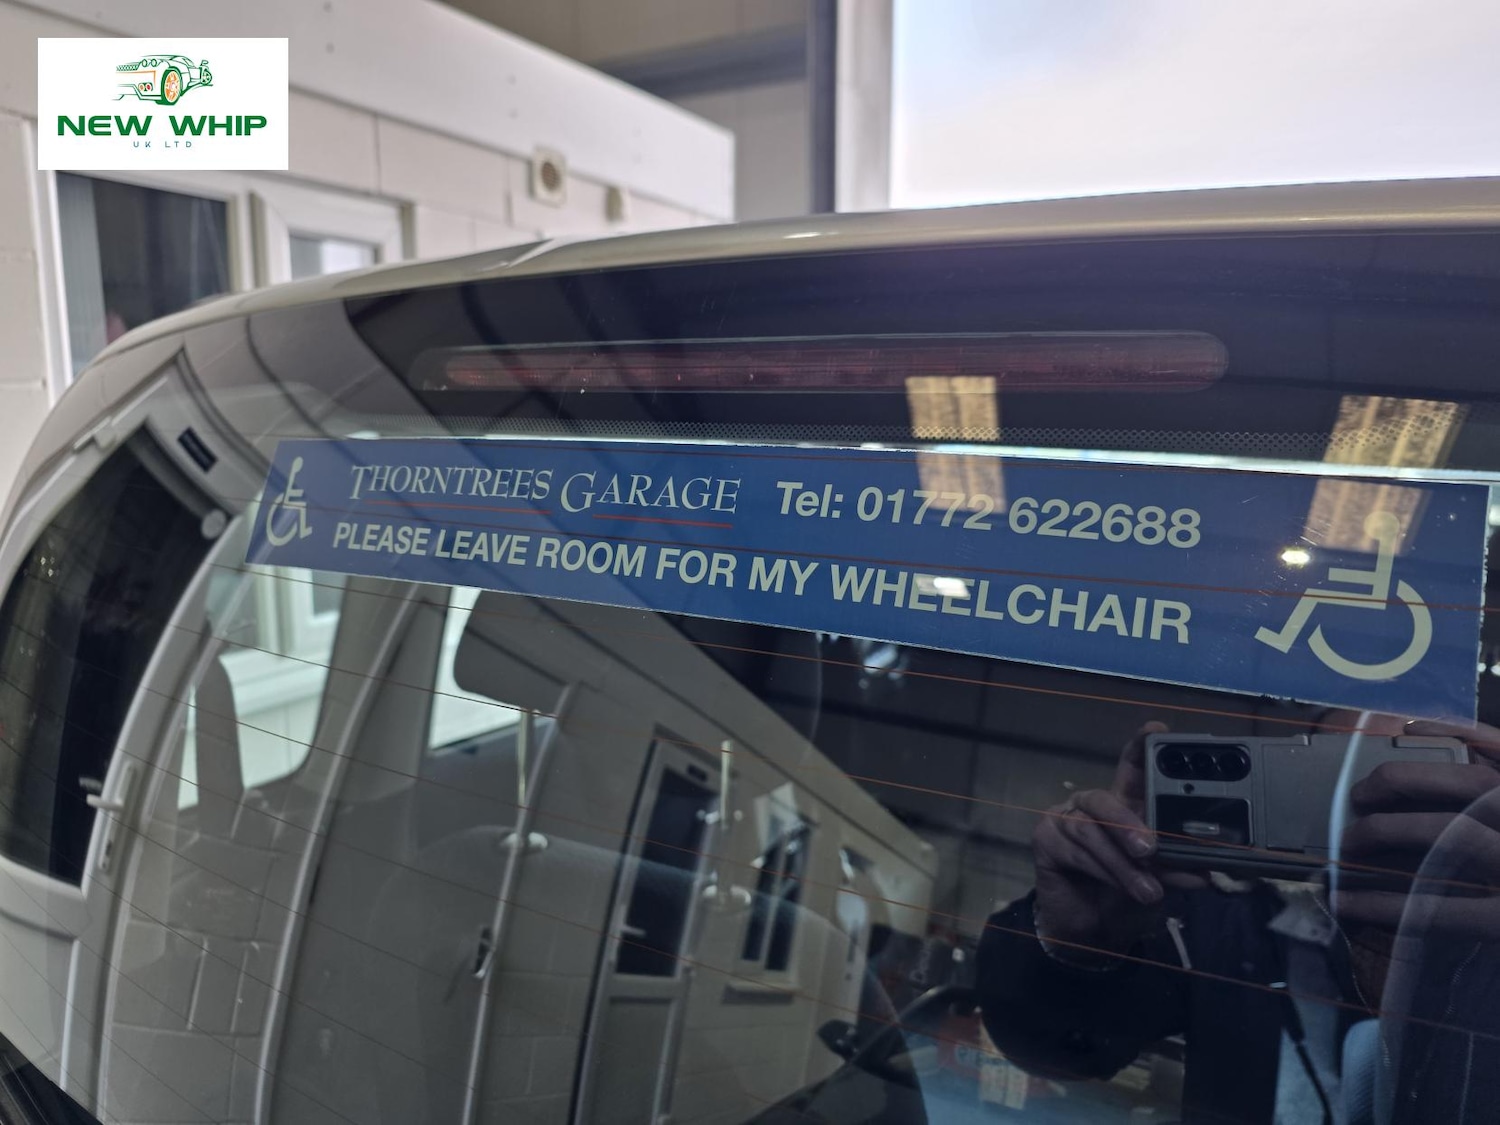 NEW WHIP
UK LTD
THORNTREES GARAGE Tel: 01772 622688
PLEASE LEAVE ROOM FOR MY WHEELCHAIR